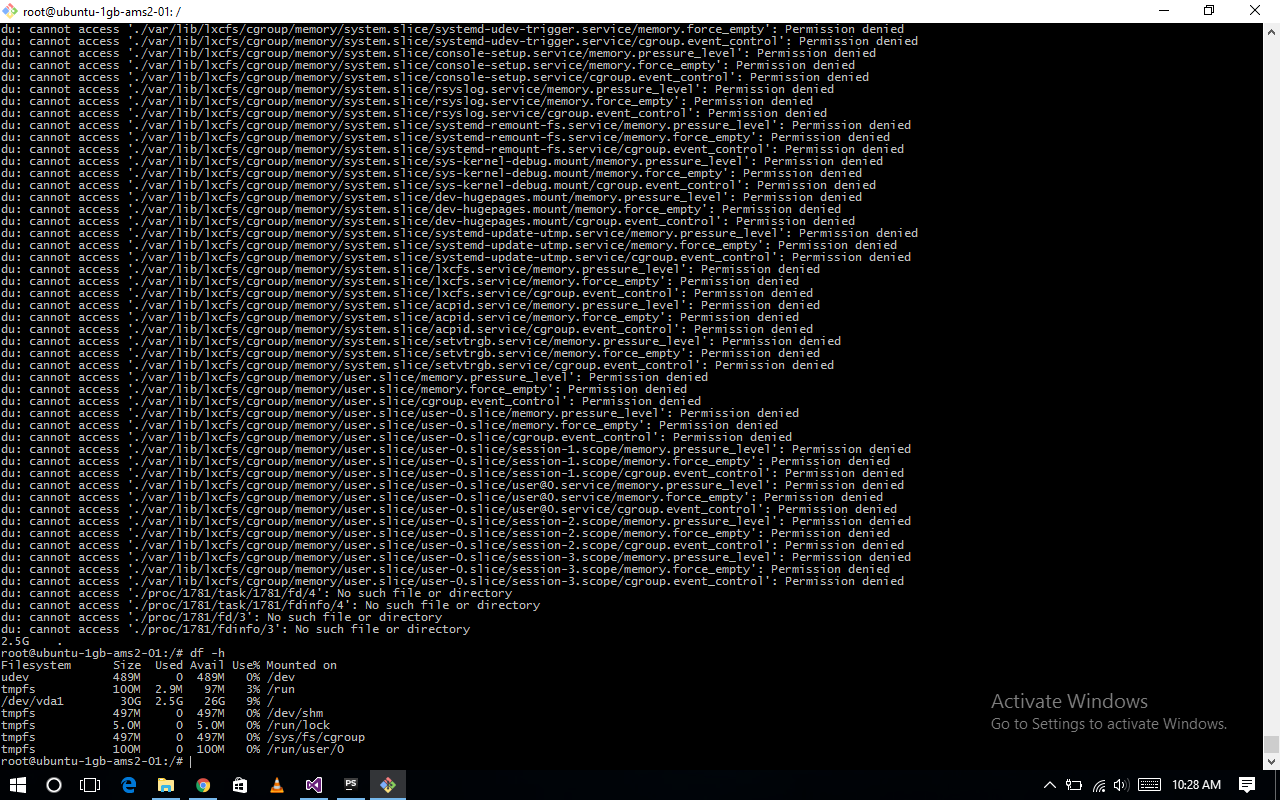 root@ubuntu-1gb-ams2-01: /
du: cannot access './var/lib/lxcfs/cgroup/memory/system.slice/systemd-udev-trigger.service/memory.force_empty': Permission denied
du: cannot access './var/lib/lxcfs/cgroup/memory/system.slice/systemd-udev-trigger.service/cgroup.event_control': Permission denied
du: cannot access './var/lib/lxcfs/cgroup/memory/system.slice/console-setup.service/memory.pressure_level': Permission denied
du: cannot access './var/lib/lxcfs/cgroup/memory/system.slice/console-setup.service/memory.force_empty': Permission denied
du: cannot access './var/lib/lxcfs/cgroup/memory/system.slice/console-setup.service/cgroup.event_control': Permission denied
du: cannot access './var/lib/lxcfs/cgroup/memory/system.slice/rsyslog.service/memory.pressure_level': Permission denied
du: cannot access './var/lib/lxcfs/cgroup/memory/system.slice/rsyslog.service/memory.force_empty': Permission denied
du: cannot access './var/lib/lxcfs/cgroup/memory/system.slice/rsyslog.service/cgroup.event_control': Permission denied
du: cannot access './var/lib/lxcfs/cgroup/memory/system.slice/systemd-remount-fs.service/memory.pressure_level': Permission denied
du: cannot access './var/lib/lxcfs/cgroup/memory/system.slice/systemd-remount-fs.service/memory.force_empty': Permission denied
du: cannot access './var/lib/lxcfs/cgroup/memory/system.slice/systemd-remount-fs.service/cgroup.event_control': Permission denied
du: cannot access './var/lib/lxcfs/cgroup/memory/system.slice/sys-kernel-debug.mount/memory.pressure_level': Permission denied
du: cannot access './var/lib/lxcfs/cgroup/memory/system.slice/sys-kernel-debug.mount/memory.force_empty': Permission denied
du: cannot access './var/lib/lxcfs/cgroup/memory/system.slice/sys-kernel-debug.mount/cgroup.event_control': Permission denied
du: cannot access './var/lib/lxcfs/cgroup/memory/system.slice/dev-hugepages.mount/memory.pressure_level': Permission denied
du: cannot access './var/lib/lxcfs/cgroup/memory/system.slice/dev-hugepages.mount/memory.force_empty': Permission denied
du: cannot access './var/lib/lxcfs/cgroup/memory/system.slice/dev-hugepages.mount/cgroup.event_control': Permission denied
du: cannot access './var/lib/lxcfs/cgroup/memory/system.slice/systemd-update-utmp.service/memory.pressure_level': Permission denied
du: cannot access './var/lib/lxcfs/cgroup/memory/system.slice/systemd-update-utmp.service/memory.force_empty': Permission denied
du: cannot access './var/lib/lxcfs/cgroup/memory/system.slice/systemd-update-utmp.service/cgroup.event_control': Permission denied
du: cannot access './var/lib/lxcfs/cgroup/memory/system.slice/lxcfs.service/memory.pressure_level': Permission denied
du: cannot access './var/lib/lxcfs/cgroup/memory/system.slice/lxcfs.service/memory.force_empty': Permission denied
du: cannot access './var/lib/lxcfs/cgroup/memory/system.slice/lxcfs.service/cgroup.event_control': Permission denied
du: cannot access './var/lib/lxcfs/cgroup/memory/system.slice/acpid.service/memory.pressure_level': Permission denied
du: cannot access './var/lib/lxcfs/cgroup/memory/system.slice/acpid.service/memory.force_empty': Permission denied
du: cannot access './var/lib/lxcfs/cgroup/memory/system.slice/acpid.service/cgroup.event_control': Permission denied
du: cannot access './var/lib/lxcfs/cgroup/memory/system.slice/setvtrgb.service/memory.pressure_level': Permission denied
du: cannot access './var/lib/lxcfs/cgroup/memory/system.slice/setvtrgb.service/memory.force_empty': Permission denied
du: cannot access './var/lib/lxcfs/cgroup/memory/system.slice/setvtrgb.service/cgroup.event_control': Permission denied
du: cannot access './var/lib/lxcfs/cgroup/memory/user.slice/memory.pressure_level': Permission denied
du: cannot access './var/lib/lxcfs/cgroup/memory/user.slice/memory.force_empty': Permission denied
du: cannot access './var/lib/lxcfs/cgroup/memory/user.slice/cgroup.event_control': Permission denied
du: cannot access './var/lib/lxcfs/cgroup/memory/user.slice/user-0.slice/memory.pressure_level': Permission denied
du: cannot access './var/lib/lxcfs/cgroup/memory/user.slice/user-0.slice/memory.force_empty': Permission denied
du: cannot access './var/lib/lxcfs/cgroup/memory/user.slice/user-0.slice/cgroup.event_control': Permission denied
du: cannot access './var/lib/lxcfs/cgroup/memory/user.slice/user-0.slice/session-1.scope/memory.pressure_level': Permission denied
du: cannot access './var/lib/lxcfs/cgroup/memory/user.slice/user-0.slice/session-1.scope/memory.force_empty': Permission denied
du: cannot access './var/lib/lxcfs/cgroup/memory/user.slice/user-0.slice/session-1.scope/cgroup.event_control': Permission denied
du: cannot access './var/lib/lxcfs/cgroup/memory/user.slice/user-0.slice/user@0.service/memory.pressure_level': Permission denied
du: cannot access './var/lib/lxcfs/cgroup/memory/user.slice/user-0.slice/user@0.service/memory.force_empty': Permission denied
du: cannot access './var/lib/lxcfs/cgroup/memory/user.slice/user-0.slice/user@0.service/cgroup.event_control': Permission denied
du: cannot access './var/lib/lxcfs/cgroup/memory/user.slice/user-0.slice/session-2.scope/memory.pressure_level': Permission denied
du: cannot access './var/lib/lxcfs/cgroup/memory/user.slice/user-0.slice/session-2.scope/memory.force_empty': Permission denied
du: cannot access './var/lib/lxcfs/cgroup/memory/user.slice/user-0.slice/session-2.scope/cgroup.event_control': Permission denied
du: cannot access './var/lib/lxcfs/cgroup/memory/user.slice/user-0.slice/session-3.scope/memory.pressure_level': Permission denied
du: cannot access './var/lib/lxcfs/cgroup/memory/user.slice/user-0.slice/session-3.scope/memory.force_empty': Permission denied
du: cannot access './var/lib/lxcfs/cgroup/memory/user.slice/user-0.slice/session-3.scope/cgroup.event_control': Permission denied
du: cannot access './proc/1781/task/1781/fd/4': No such file or directory
du: cannot access './proc/1781/task/1781/fdinfo/4': No such file or directory
du: cannot access './proc/1781/fd/3': No such file or directory
du: cannot access './proc/1781/fdinfo/3': No such file or directory
2.5G .
root@ubuntu-1gb-ams2-01:/# df -h
Filesystem Size Used Avail Use% Mounted on
udev 489M 0 489M 0% /dev
tmpfs 100M 2.9M 97M 3% /run
/dev/vda1 30G 2.5G 26G 9% /
tmpfs 497M 0 497M 0% /dev/shm
tmpfs 5.0M 0 5.0M 0% /run/lock
tmpfs 497M 0 497M 0% /sys/fs/cgroup
tmpfs 100M 0 100M 0% /run/user/0
root@ubuntu-1gb-ams2-01:/#
Activate Windows
Go to Settings to activate Windows.
PS
10:28 AM